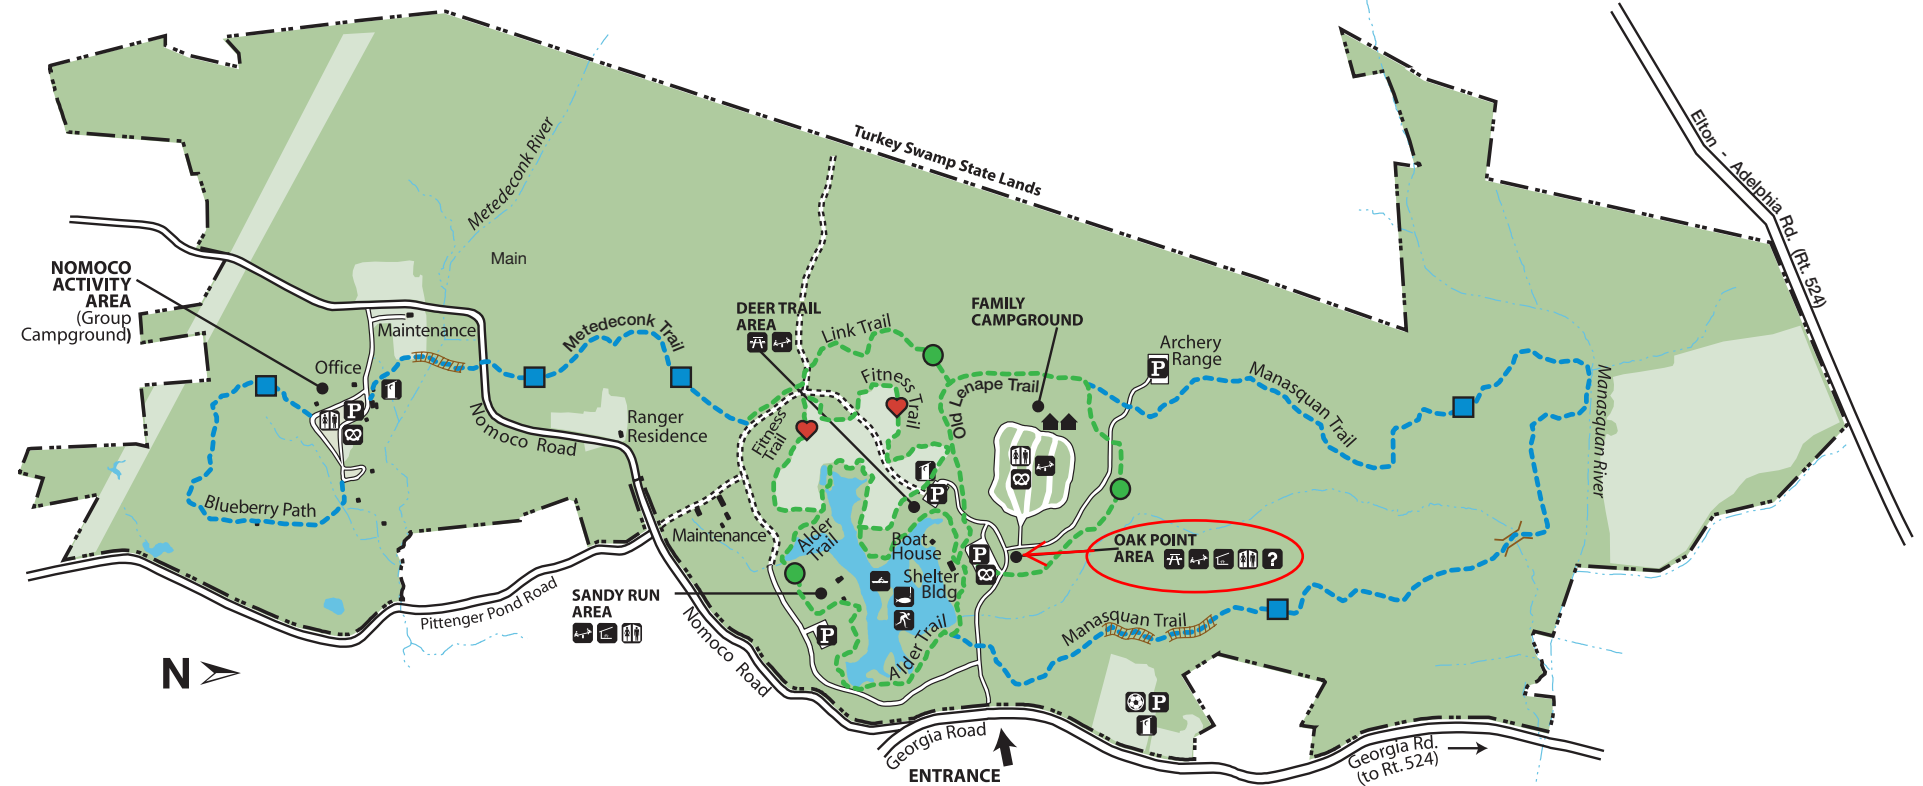 Turkey Swamp State Lands
Elton - Adelphia Rd. (Rt. 524)
Metedeconk River
Main
NOMOCO
ACTIVITY
AREA
(Group
Campground)
Maintenance
Office
Metedeconk Trail
DEER TRAIL
AREA
Link Trail
FAMILY
CAMPGROUND
Archery
Range
P
Fitness
Trail
Old Lenape Trail
Manasquan Trail
Manasquan River
P
Nomoco Road
Ranger
Residence
Fitness
Trail
Blueberry Path
P
Maintenance
Alder
Trail
Boat
House
P
OAK POINT
AREA
?
Shelter
Bldg
SANDY RUN
AREA
Pittenger Pond Road
P
Alder Trail
Manasquan Trail
N
Nomoco Road
P
Georgia Road
ENTRANCE
Georgia Rd.
(to Rt. 524)